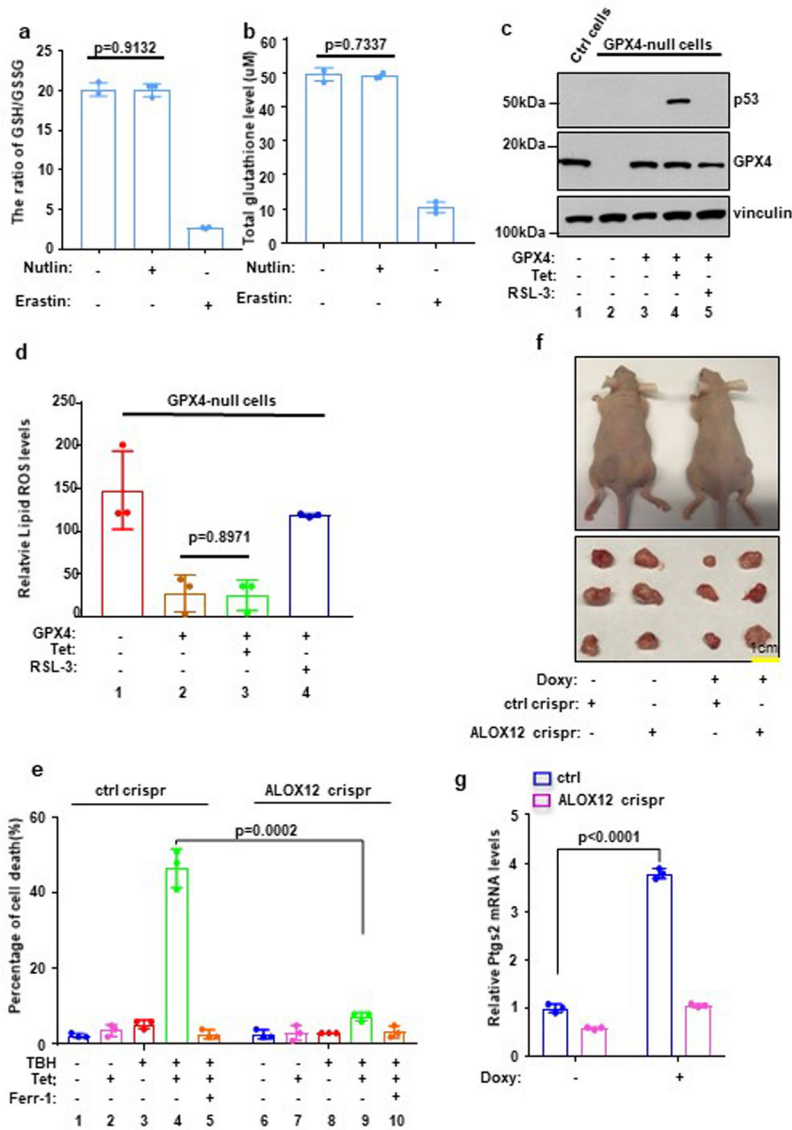 a
p=0.9132
The ratio of GSH/GSSG
25
20
15
10
5
0
Nutlin: - + -
Erastin: - - +
b
p=0.7337
Total glutathione level (uM)
60
50
40
30
20
10
0
Nutlin: - + -
Erastin: - - +
c
Ctrl cells
GPX4-null cells
50kDa
p53
20kDa
GPX4
vinculin
100kDa
GPX4: - - + + +
Tet: - - - + -
RSL-3: - - - - +
1 2 3 4 5
d
GPX4-null cells
Relatvie Lipid ROS levels
250
200
150
100
50
0
p=0.8971
GPX4: - + + +
Tet: - - + -
RSL-3: - - - +
1 2 3 4
f
1cm
Doxy: - - + +
ctrl crispr: + - + -
ALOX12 crispr: - + - +
e
ctrl crispr
ALOX12 crispr
p=0.0002
Percentage of cell death(%)
60
40
20
0
TBH - - + + + - - + + +
Tet: - + - + + - + - + +
Ferr-1: - - - - + - - - - +
1 2 3 4 5 6 7 8 9 10
g
ctrl
ALOX12 crispr
p<0.0001
Relative Ptgs2 mRNA levels
5
4
3
2
1
0
Doxy: - +